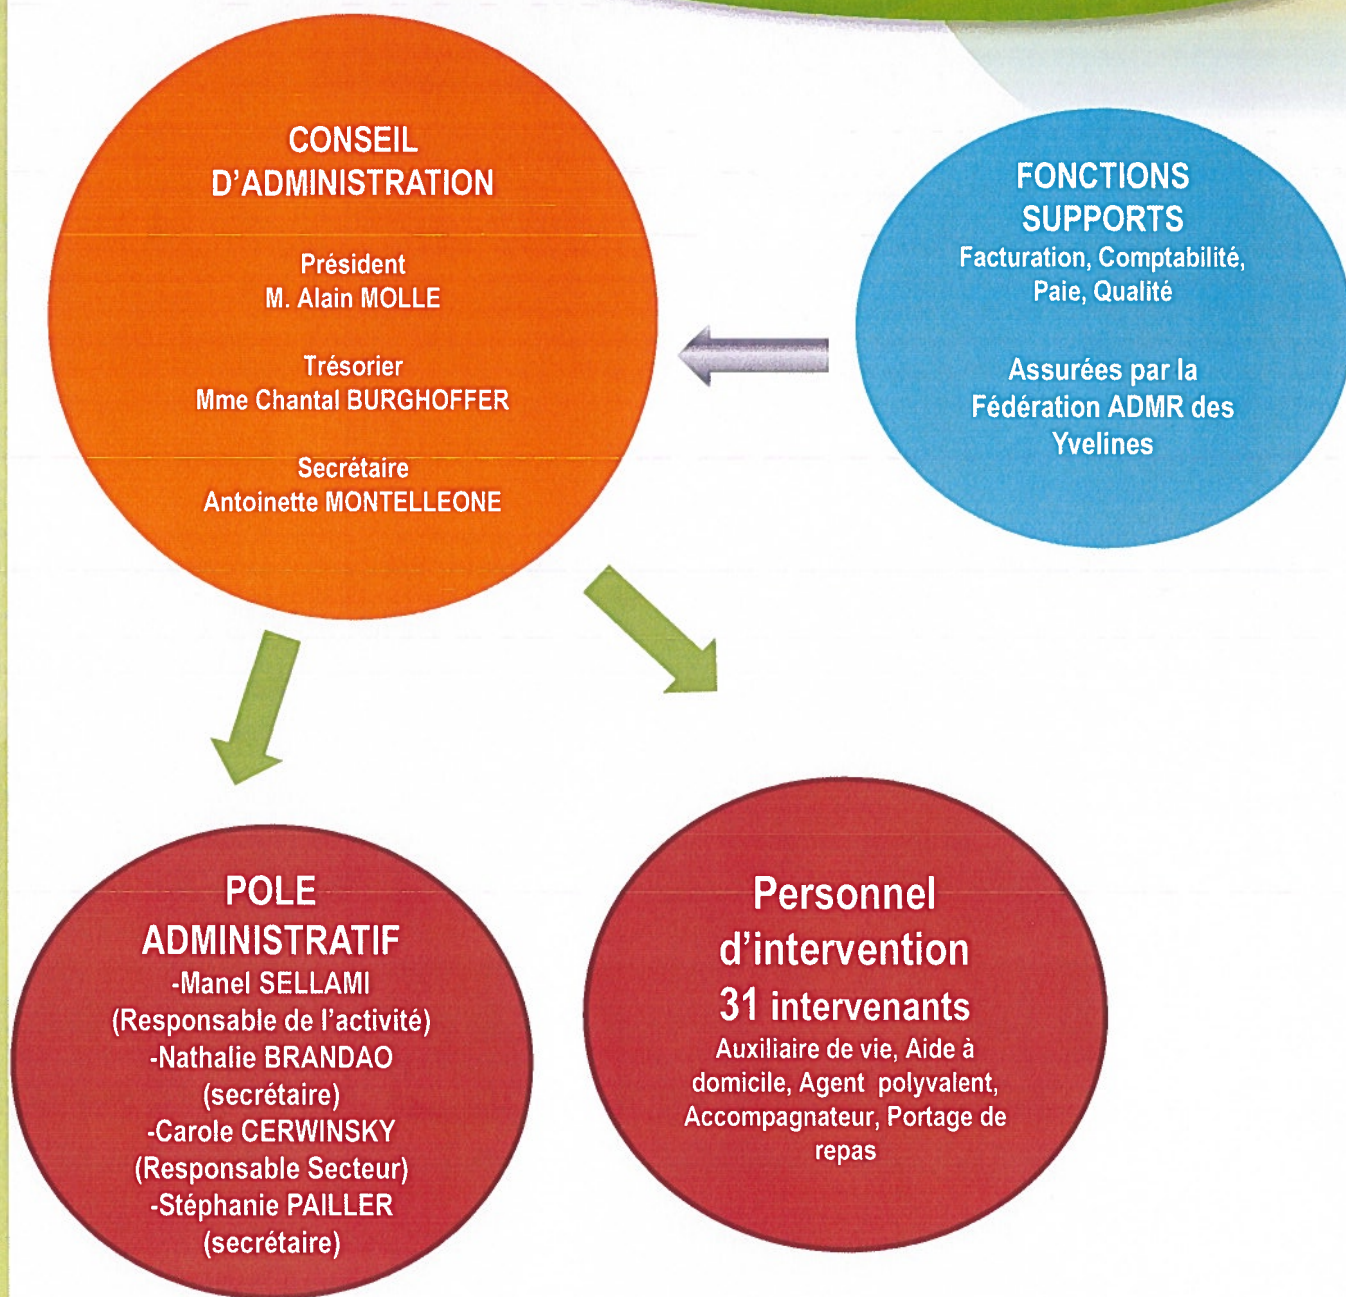 CONSEIL
D'ADMINISTRATION
Président
M. Alain MOLLE
Trésorier
Mme Chantal BURGHOFFER
Secrétaire
Antoinette MONTELLEONE
FONCTIONS
SUPPORTS
Facturation, Comptabilité,
Paie, Qualité
Assurées par la
Fédération ADMR des
Yvelines
POLE
ADMINISTRATIF
-Manel SELLAMI
(Responsable de l'activité)
-Nathalie BRANDAO
(secrétaire)
-Carole CERWINSKY
(Responsable Secteur)
-Stéphanie PAILLER
(secrétaire)
Personnel
d'intervention
31 intervenants
Auxiliaire de vie, Aide à
domicile, Agent polyvalent,
Accompagnateur, Portage de
repas